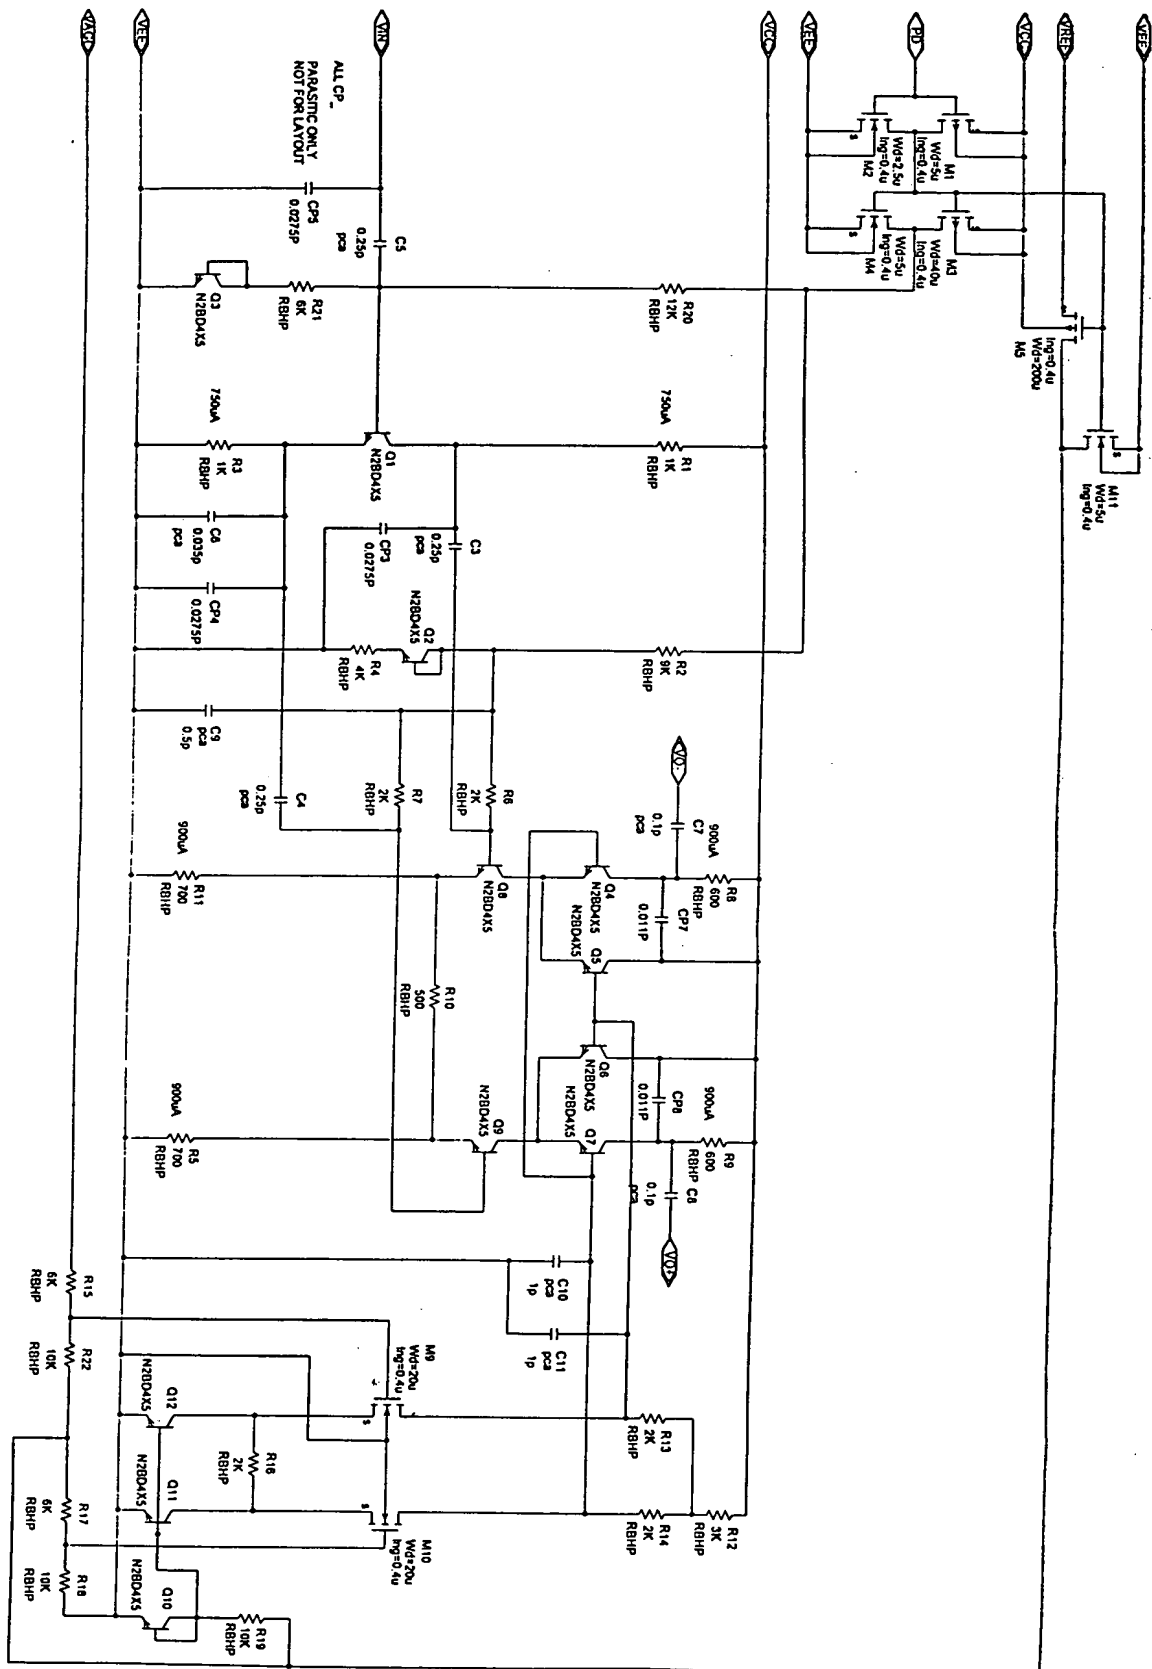 VEE
VREF
VCC
PD
VEE
VCC
VIN
VEE
VAGC
M1
Wd=5u
lng=0.4u
Wd=2.5u
lng=0.4u
M2
M3
Wd=40u
lng=0.4u
Wd=5u
lng=0.4u
M4
lng=0.4u
Wd=200u
M5
M11
Wd=5u
lng=0.4u
ALL CP_
PARASITIC ONLY
NOT FOR LAYOUT
CP5
0.0275P
C5
0.25p
pca
R20
12K
RBHP
R21
6K
RBHP
Q3
N2BD4X5
750uA
R1
1K
RBHP
Q1
N2BD4X5
750uA
R3
1K
RBHP
C6
0.035p
pca
CP4
0.0275P
C3
0.25p
pca
CP3
0.0275P
R2
9K
RBHP
Q2
N2BD4X5
R4
4K
RBHP
C9
pca
0.5p
R6
2K
RBHP
R7
2K
RBHP
C4
0.25p
pca
VO-
C7
0.1p
pca
900uA
R8
600
RBHP
CP7
0.011P
Q4
N2BD4X5
Q5
N2BD4X5
Q8
N2BD4X5
900uA
R11
700
RBHP
R10
500
RBHP
Q6
N2BD4X5
Q7
N2BD4X5
CP8
0.011P
900uA
R9
600
RBHP
C8
0.1p
pca
VO+
Q9
N2BD4X5
900uA
R5
700
RBHP
C10
pca
1p
C11
pca
1p
R15
6K
RBHP
R22
10K
RBHP
M9
Wd=20u
lng=0.4u
Q12
N2BD4X5
R16
2K
RBHP
Q11
N2BD4X5
R13
2K
RBHP
R12
3K
RBHP
R14
2K
RBHP
M10
Wd=20u
lng=0.4u
R17
6K
RBHP
R18
10K
RBHP
Q10
N2BD4X5
R19
10K
RBHP